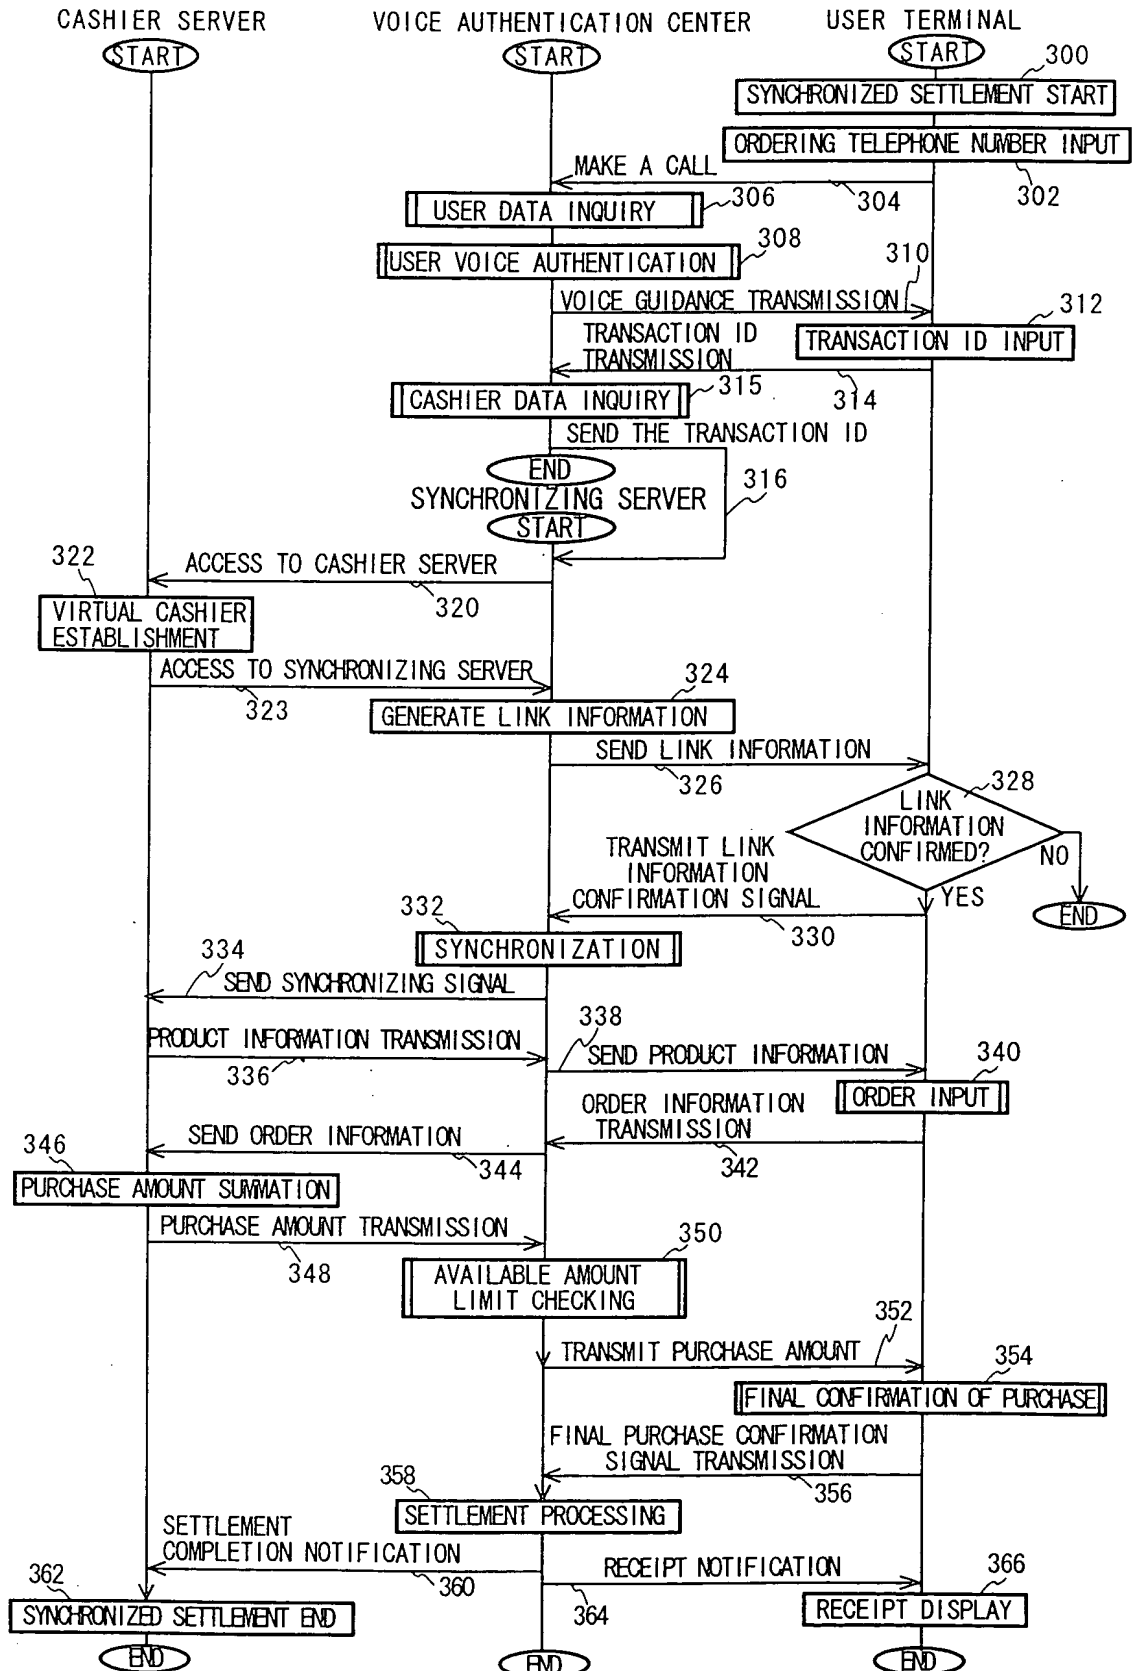 CASHIER SERVER
VOICE AUTHENTICATION CENTER
USER TERMINAL
START
START
START
300
SYNCHRONIZED SETTLEMENT START
ORDERING TELEPHONE NUMBER INPUT
302
MAKE A CALL
304
USER DATA INQUIRY
306
USER VOICE AUTHENTICATION
308
310
VOICE GUIDANCE TRANSMISSION
312
TRANSACTION ID INPUT
TRANSACTION ID
TRANSMISSION
314
CASHIER DATA INQUIRY
315
SEND THE TRANSACTION ID
END
316
SYNCHRONIZING SERVER
START
ACCESS TO CASHIER SERVER
320
322
VIRTUAL CASHIER
ESTABLISHMENT
ACCESS TO SYNCHRONIZING SERVER
323
324
GENERATE LINK INFORMATION
SEND LINK INFORMATION
326
328
LINK
INFORMATION
CONFIRMED?
NO
YES
END
TRANSMIT LINK
INFORMATION
CONFIRMATION SIGNAL
330
332
SYNCHRONIZATION
334
SEND SYNCHRONIZING SIGNAL
PRODUCT INFORMATION TRANSMISSION
336
338
SEND PRODUCT INFORMATION
340
ORDER INPUT
ORDER INFORMATION
TRANSMISSION
342
SEND ORDER INFORMATION
344
346
PURCHASE AMOUNT SUMMATION
PURCHASE AMOUNT TRANSMISSION
348
350
AVAILABLE AMOUNT
LIMIT CHECKING
352
TRANSMIT PURCHASE AMOUNT
354
FINAL CONFIRMATION OF PURCHASE
FINAL PURCHASE CONFIRMATION
SIGNAL TRANSMISSION
356
358
SETTLEMENT PROCESSING
SETTLEMENT
COMPLETION NOTIFICATION
360
RECEIPT NOTIFICATION
364
362
SYNCHRONIZED SETTLEMENT END
366
RECEIPT DISPLAY
END
END
END